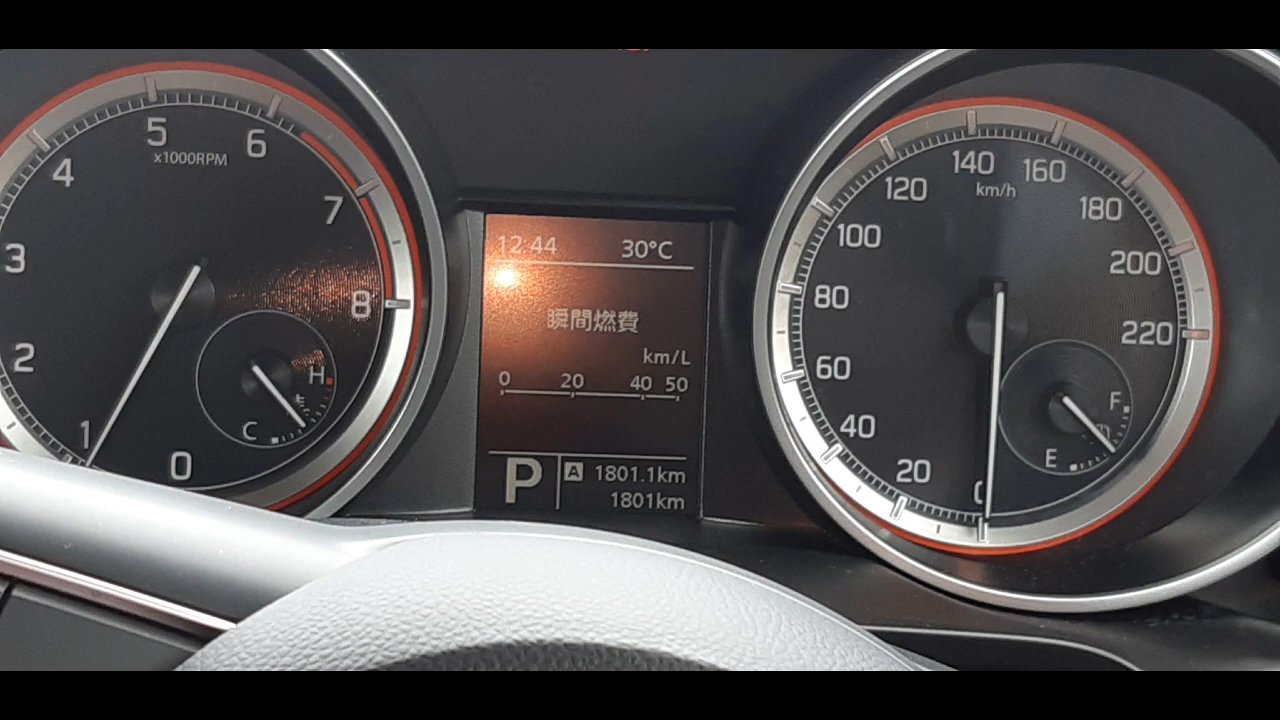 0
1
2
3
4
5
6
7
8
x1000RPM
C
H
12:44 30°C
瞬間燃費
km/L
0 20 40 50
P A 1801.1km
1801km
0
20
40
60
80
100
120
140
160
180
200
220
km/h
E
F